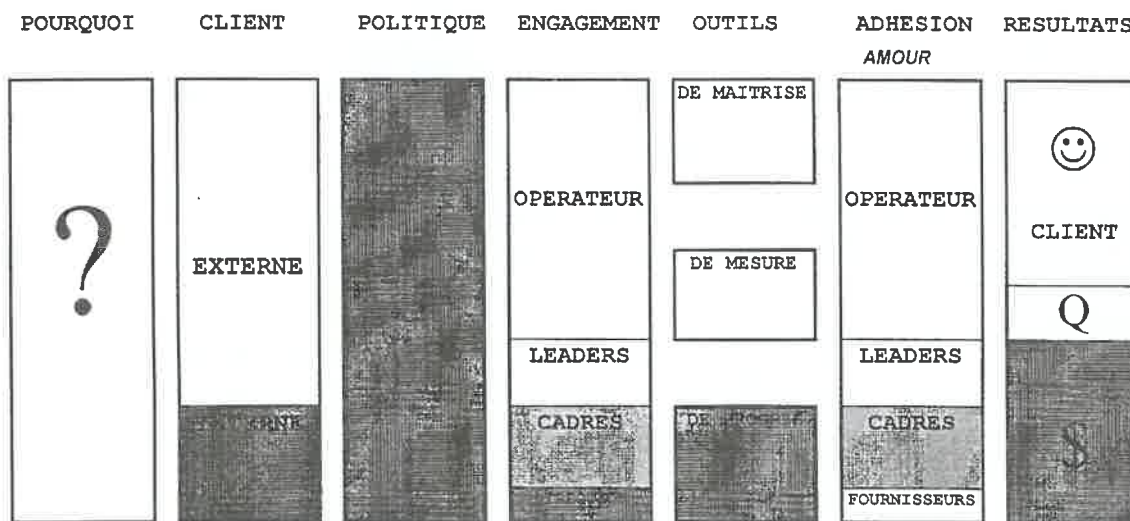 POURQUOI CLIENT POLITIQUE ENGAGEMENT OUTILS ADHESION RESULTATS
AMOUR
DE MAITRISE
?
OPERATEUR
OPERATEUR
CLIENT
EXTERNE
DE MESURE
Q
LEADERS
LEADERS
CADRES
CADRES
DE
$
FOURNISSEURS